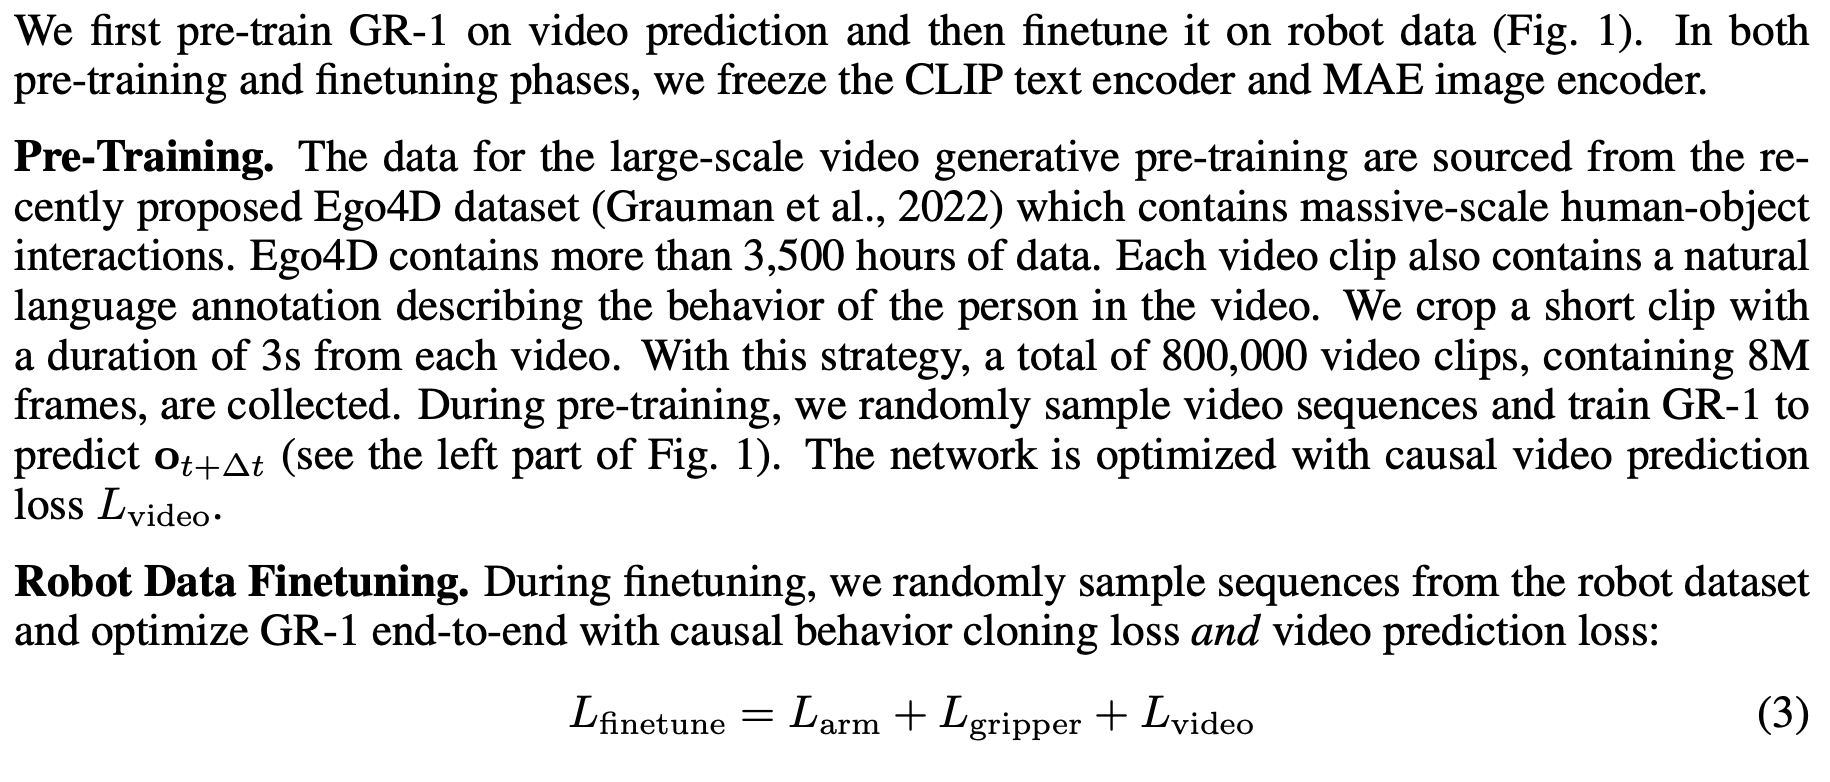 We first pre-train GR-1 on video prediction and then finetune it on robot data (Fig. 1). In both
pre-training and finetuning phases, we freeze the CLIP text encoder and MAE image encoder.
Pre-Training. The data for the large-scale video generative pre-training are sourced from the re-
cently proposed Ego4D dataset (Grauman et al., 2022) which contains massive-scale human-object
interactions. Ego4D contains more than 3,500 hours of data. Each video clip also contains a natural
language annotation describing the behavior of the person in the video. We crop a short clip with
a duration of 3s from each video. With this strategy, a total of 800,000 video clips, containing 8M
frames, are collected. During pre-training, we randomly sample video sequences and train GR-1 to
predict o_{t+Δt} (see the left part of Fig. 1). The network is optimized with causal video prediction
loss L_{video}.
Robot Data Finetuning. During finetuning, we randomly sample sequences from the robot dataset
and optimize GR-1 end-to-end with causal behavior cloning loss and video prediction loss:
L_{finetune} = L_{arm} + L_{gripper} + L_{video} (3)